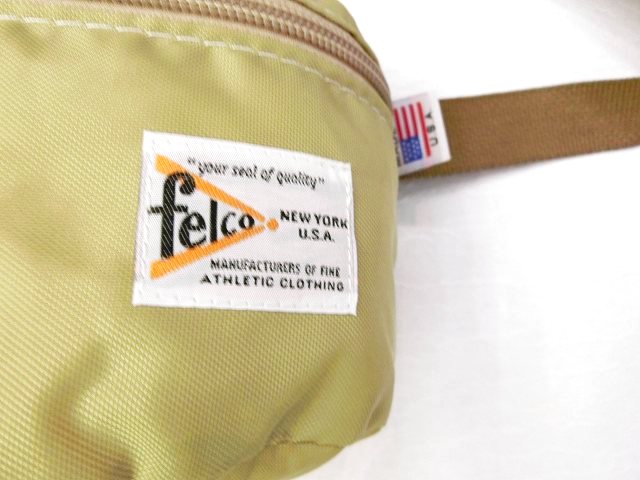 "your seal of quality"
felco
NEW YORK
U.S.A.
MANUFACTURERS OF FINE
ATHLETIC CLOTHING
USA